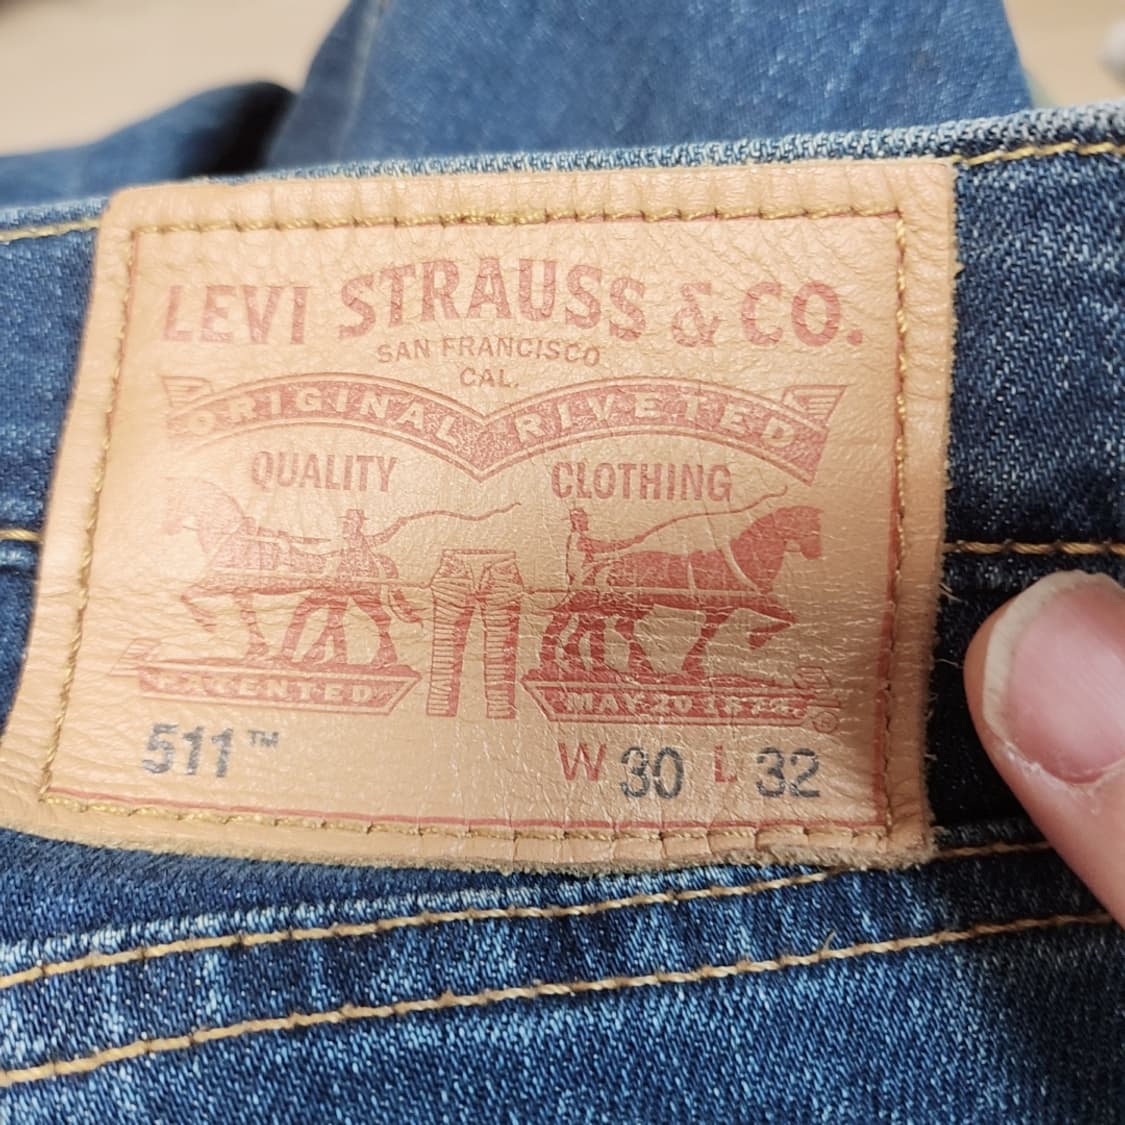 LEVI STRAUSS & CO.
SAN FRANCISCO
CAL.
ORIGINAL RIVETED
QUALITY CLOTHING
PATENTED MAY 20 1873.
511™ W 30 L 32